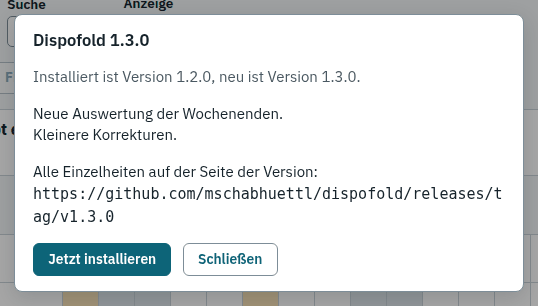 Suche Anzeige
Dispofold 1.3.0
Installiert ist Version 1.2.0, neu ist Version 1.3.0.
Neue Auswertung der Wochenenden.
Kleinere Korrekturen.
Alle Einzelheiten auf der Seite der Version:
https://github.com/mschabhuettl/dispofold/releases/t
ag/v1.3.0
Jetzt installieren Schließen